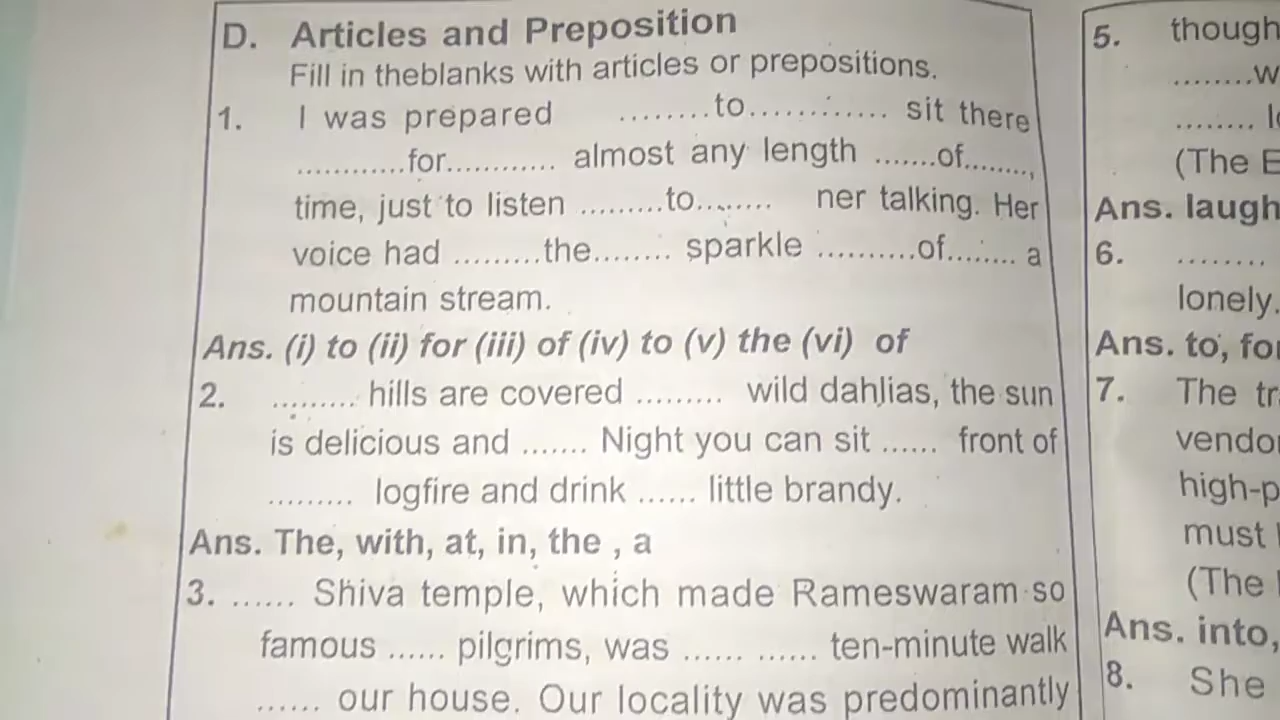 D. Articles and Preposition
Fill in theblanks with articles or prepositions.
1. I was prepared ........to............. sit there
............for............ almost any length .......of........,
time, just to listen .........to........ ner talking. Her
voice had .........the........ sparkle ..........of........ a
mountain stream.
Ans. (i) to (ii) for (iii) of (iv) to (v) the (vi) of
2. ......... hills are covered ......... wild dahlias, the sun
is delicious and ....... Night you can sit ...... front of
......... logfire and drink ...... little brandy.
Ans. The, with, at, in, the , a
3. ...... Shiva temple, which made Rameswaram so
famous ...... pilgrims, was ...... ...... ten-minute walk
...... our house. Our locality was predominantly
5. though
........w
........
(The
Ans. laugh
6. ........
lonely.
Ans. to, for
7. The
vendo
high-p
must
(The
Ans. into,
8. She